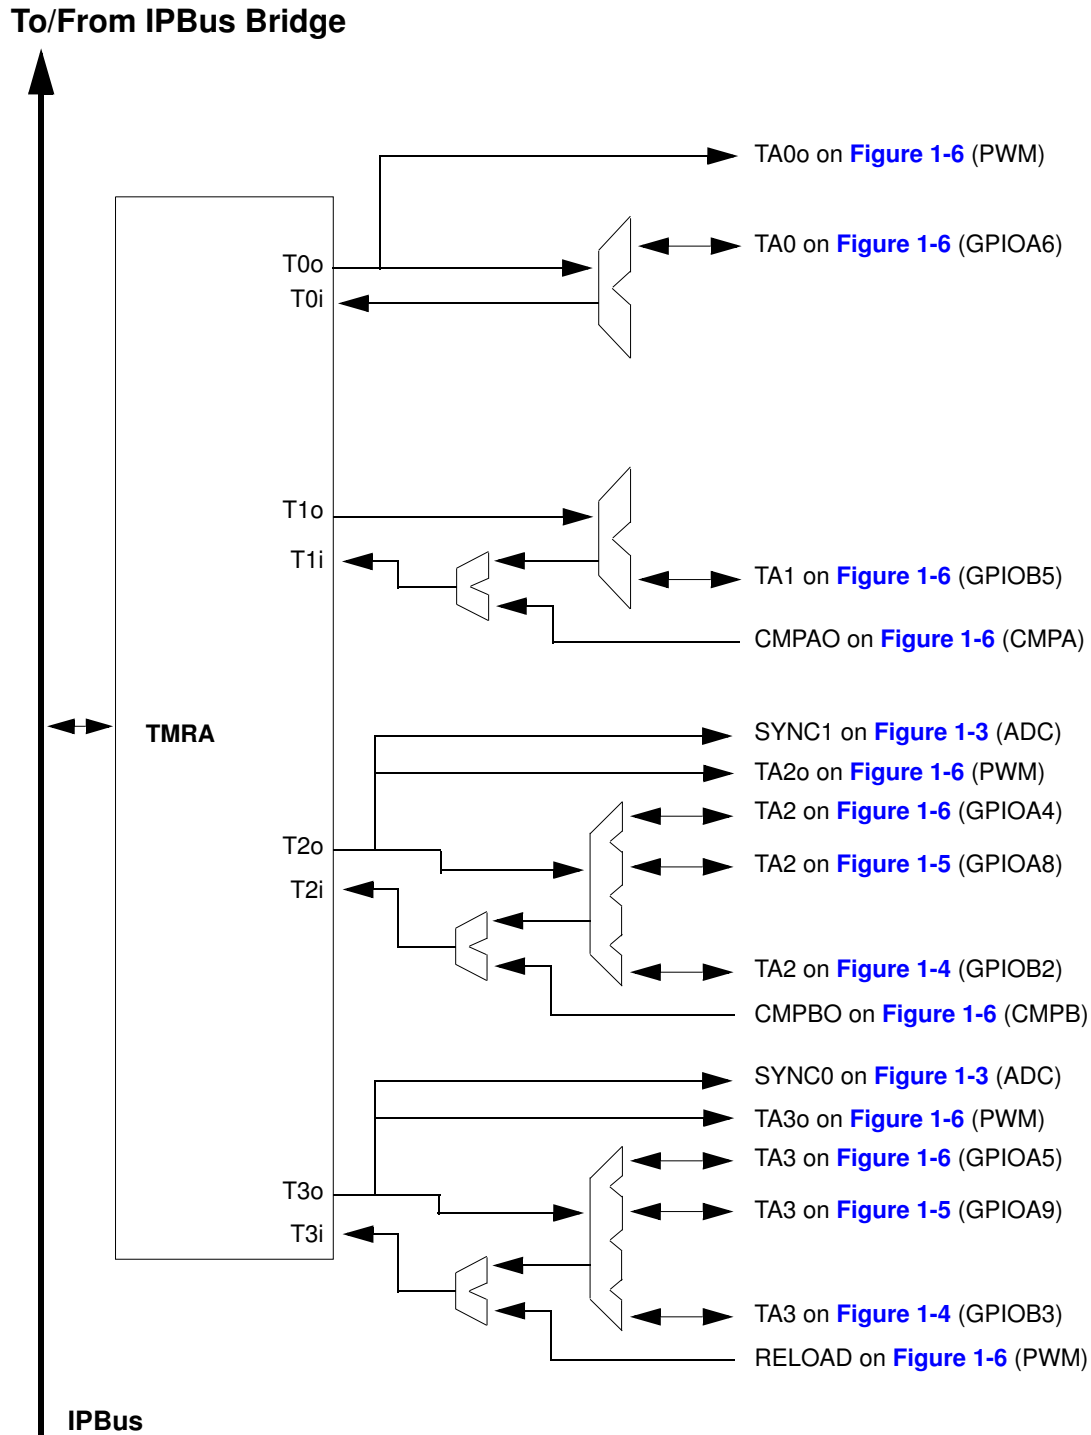 To/From IPBus Bridge
TA0o on Figure 1-6 (PWM)
TA0 on Figure 1-6 (GPIOA6)
T0o
T0i
T1o
T1i
TA1 on Figure 1-6 (GPIOB5)
CMPAO on Figure 1-6 (CMPA)
TMRA
SYNC1 on Figure 1-3 (ADC)
TA2o on Figure 1-6 (PWM)
TA2 on Figure 1-6 (GPIOA4)
T2o
TA2 on Figure 1-5 (GPIOA8)
T2i
TA2 on Figure 1-4 (GPIOB2)
CMPBO on Figure 1-6 (CMPB)
SYNC0 on Figure 1-3 (ADC)
TA3o on Figure 1-6 (PWM)
TA3 on Figure 1-6 (GPIOA5)
T3o
TA3 on Figure 1-5 (GPIOA9)
T3i
TA3 on Figure 1-4 (GPIOB3)
RELOAD on Figure 1-6 (PWM)
IPBus